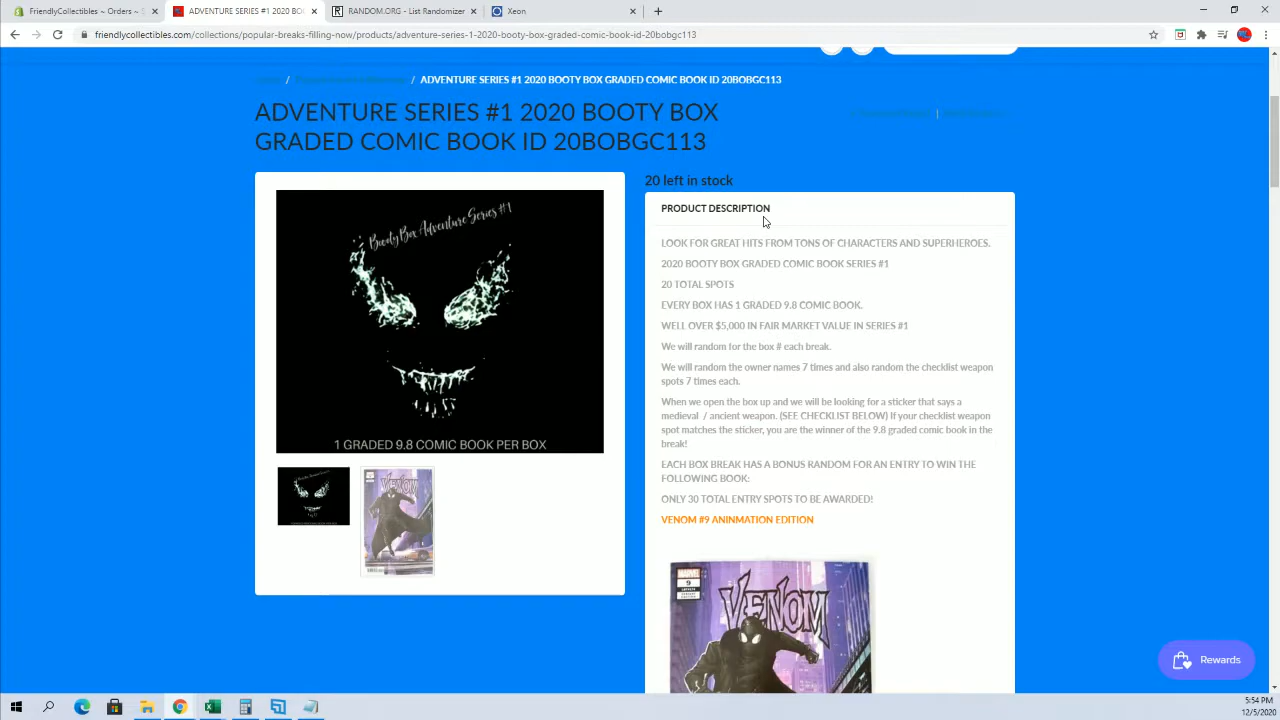 FriendlyCollectibles ~ Orders ~ S
ADVENTURE SERIES #1 2020 BOO
RANDOM.ORG - List Randomizer
Xeon
friendlycollectibles.com/collections/popular-breaks-filling-now/products/adventure-series-1-2020-booty-box-graded-comic-book-id-20bobgc113
/ / ADVENTURE SERIES #1 2020 BOOTY BOX GRADED COMIC BOOK ID 20BOBGC113
ADVENTURE SERIES #1 2020 BOOTY BOX
GRADED COMIC BOOK ID 20BOBGC113
|
20 left in stock
PRODUCT DESCRIPTION
LOOK FOR GREAT HITS FROM TONS OF CHARACTERS AND SUPERHEROES.
2020 BOOTY BOX GRADED COMIC BOOK SERIES #1
20 TOTAL SPOTS
EVERY BOX HAS 1 GRADED 9.8 COMIC BOOK.
WELL OVER $5,000 IN FAIR MARKET VALUE IN SERIES #1
We will random for the box # each break.
We will random the owner names 7 times and also random the checklist weapon
spots 7 times each.
When we open the box up and we will be looking for a sticker that says a
medieval / ancient weapon. (SEE CHECKLIST BELOW) If your checklist weapon
spot matches the sticker, you are the winner of the 9.8 graded comic book in the
break!
EACH BOX BREAK HAS A BONUS RANDOM FOR AN ENTRY TO WIN THE
FOLLOWING BOOK:
ONLY 30 TOTAL ENTRY SPOTS TO BE AWARDED!
VENOM #9 ANINMATION EDITION
BootyBox Adventure Series #1
1 GRADED 9.8 COMIC BOOK PER BOX
VENOM
MARVEL
9
VENOM
Rewards
5:54 PM
12/5/2020